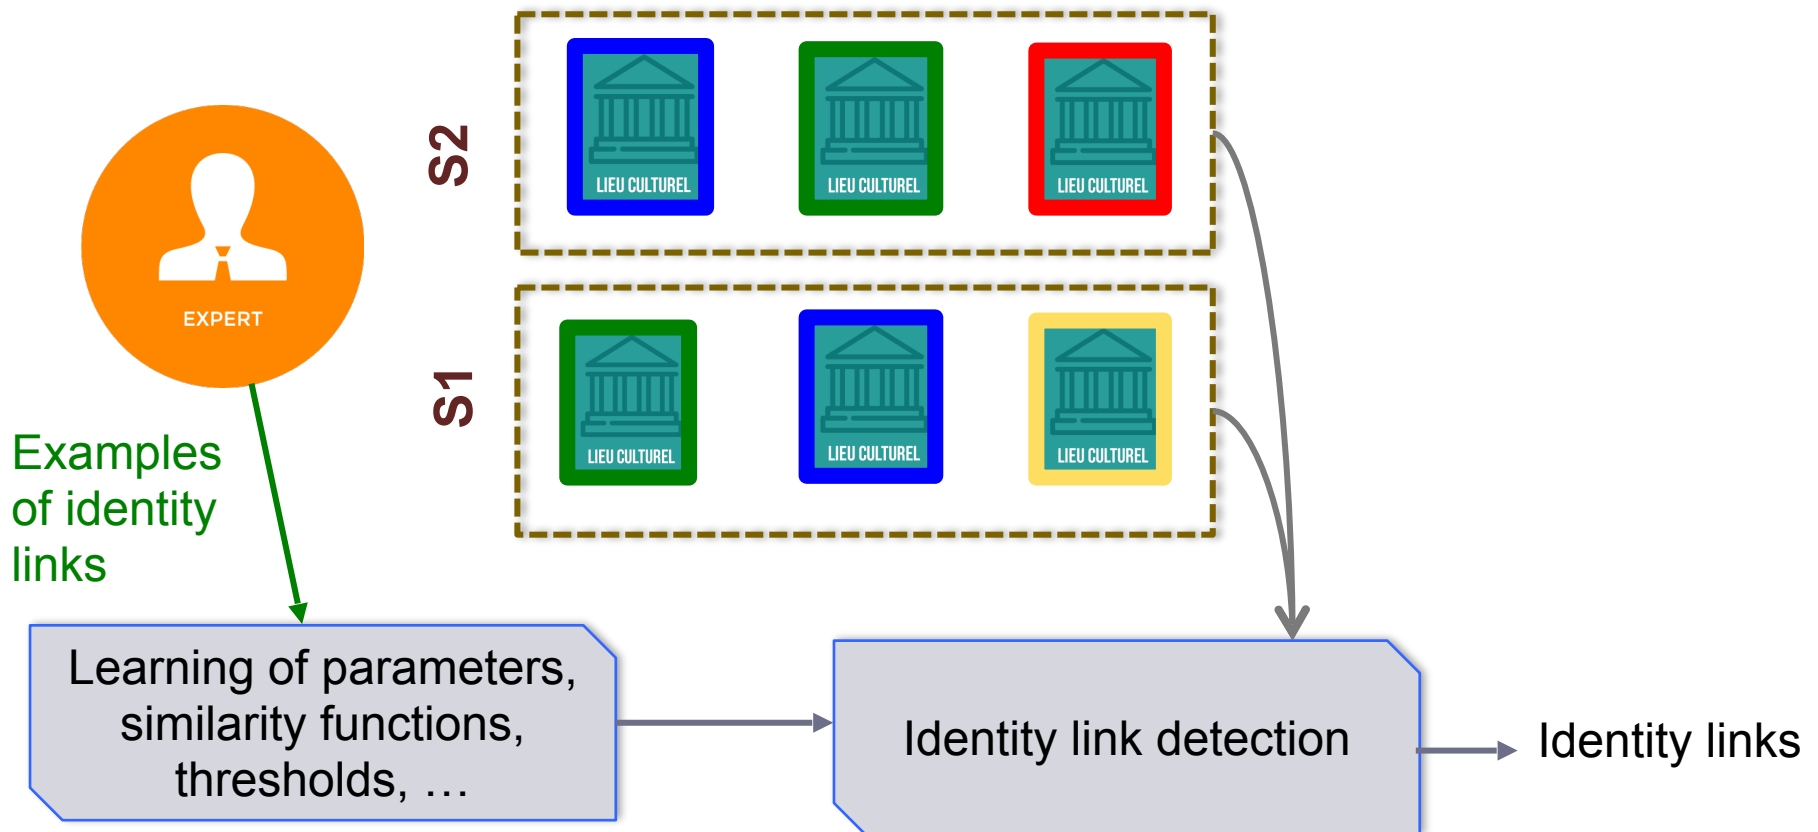 S2
LIEU CULTUREL
LIEU CULTUREL
LIEU CULTUREL
EXPERT
S1
LIEU CULTUREL
LIEU CULTUREL
LIEU CULTUREL
Examples
of identity
links
Learning of parameters,
similarity functions,
thresholds, …
Identity link detection
Identity links